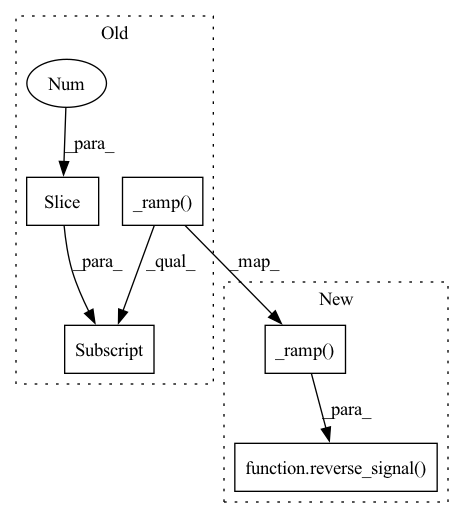 Old
Num
_para_
Slice
_ramp()
_para_
_qual_
_map_
New
Subscript
_ramp()
_para_
function.reverse_signal()